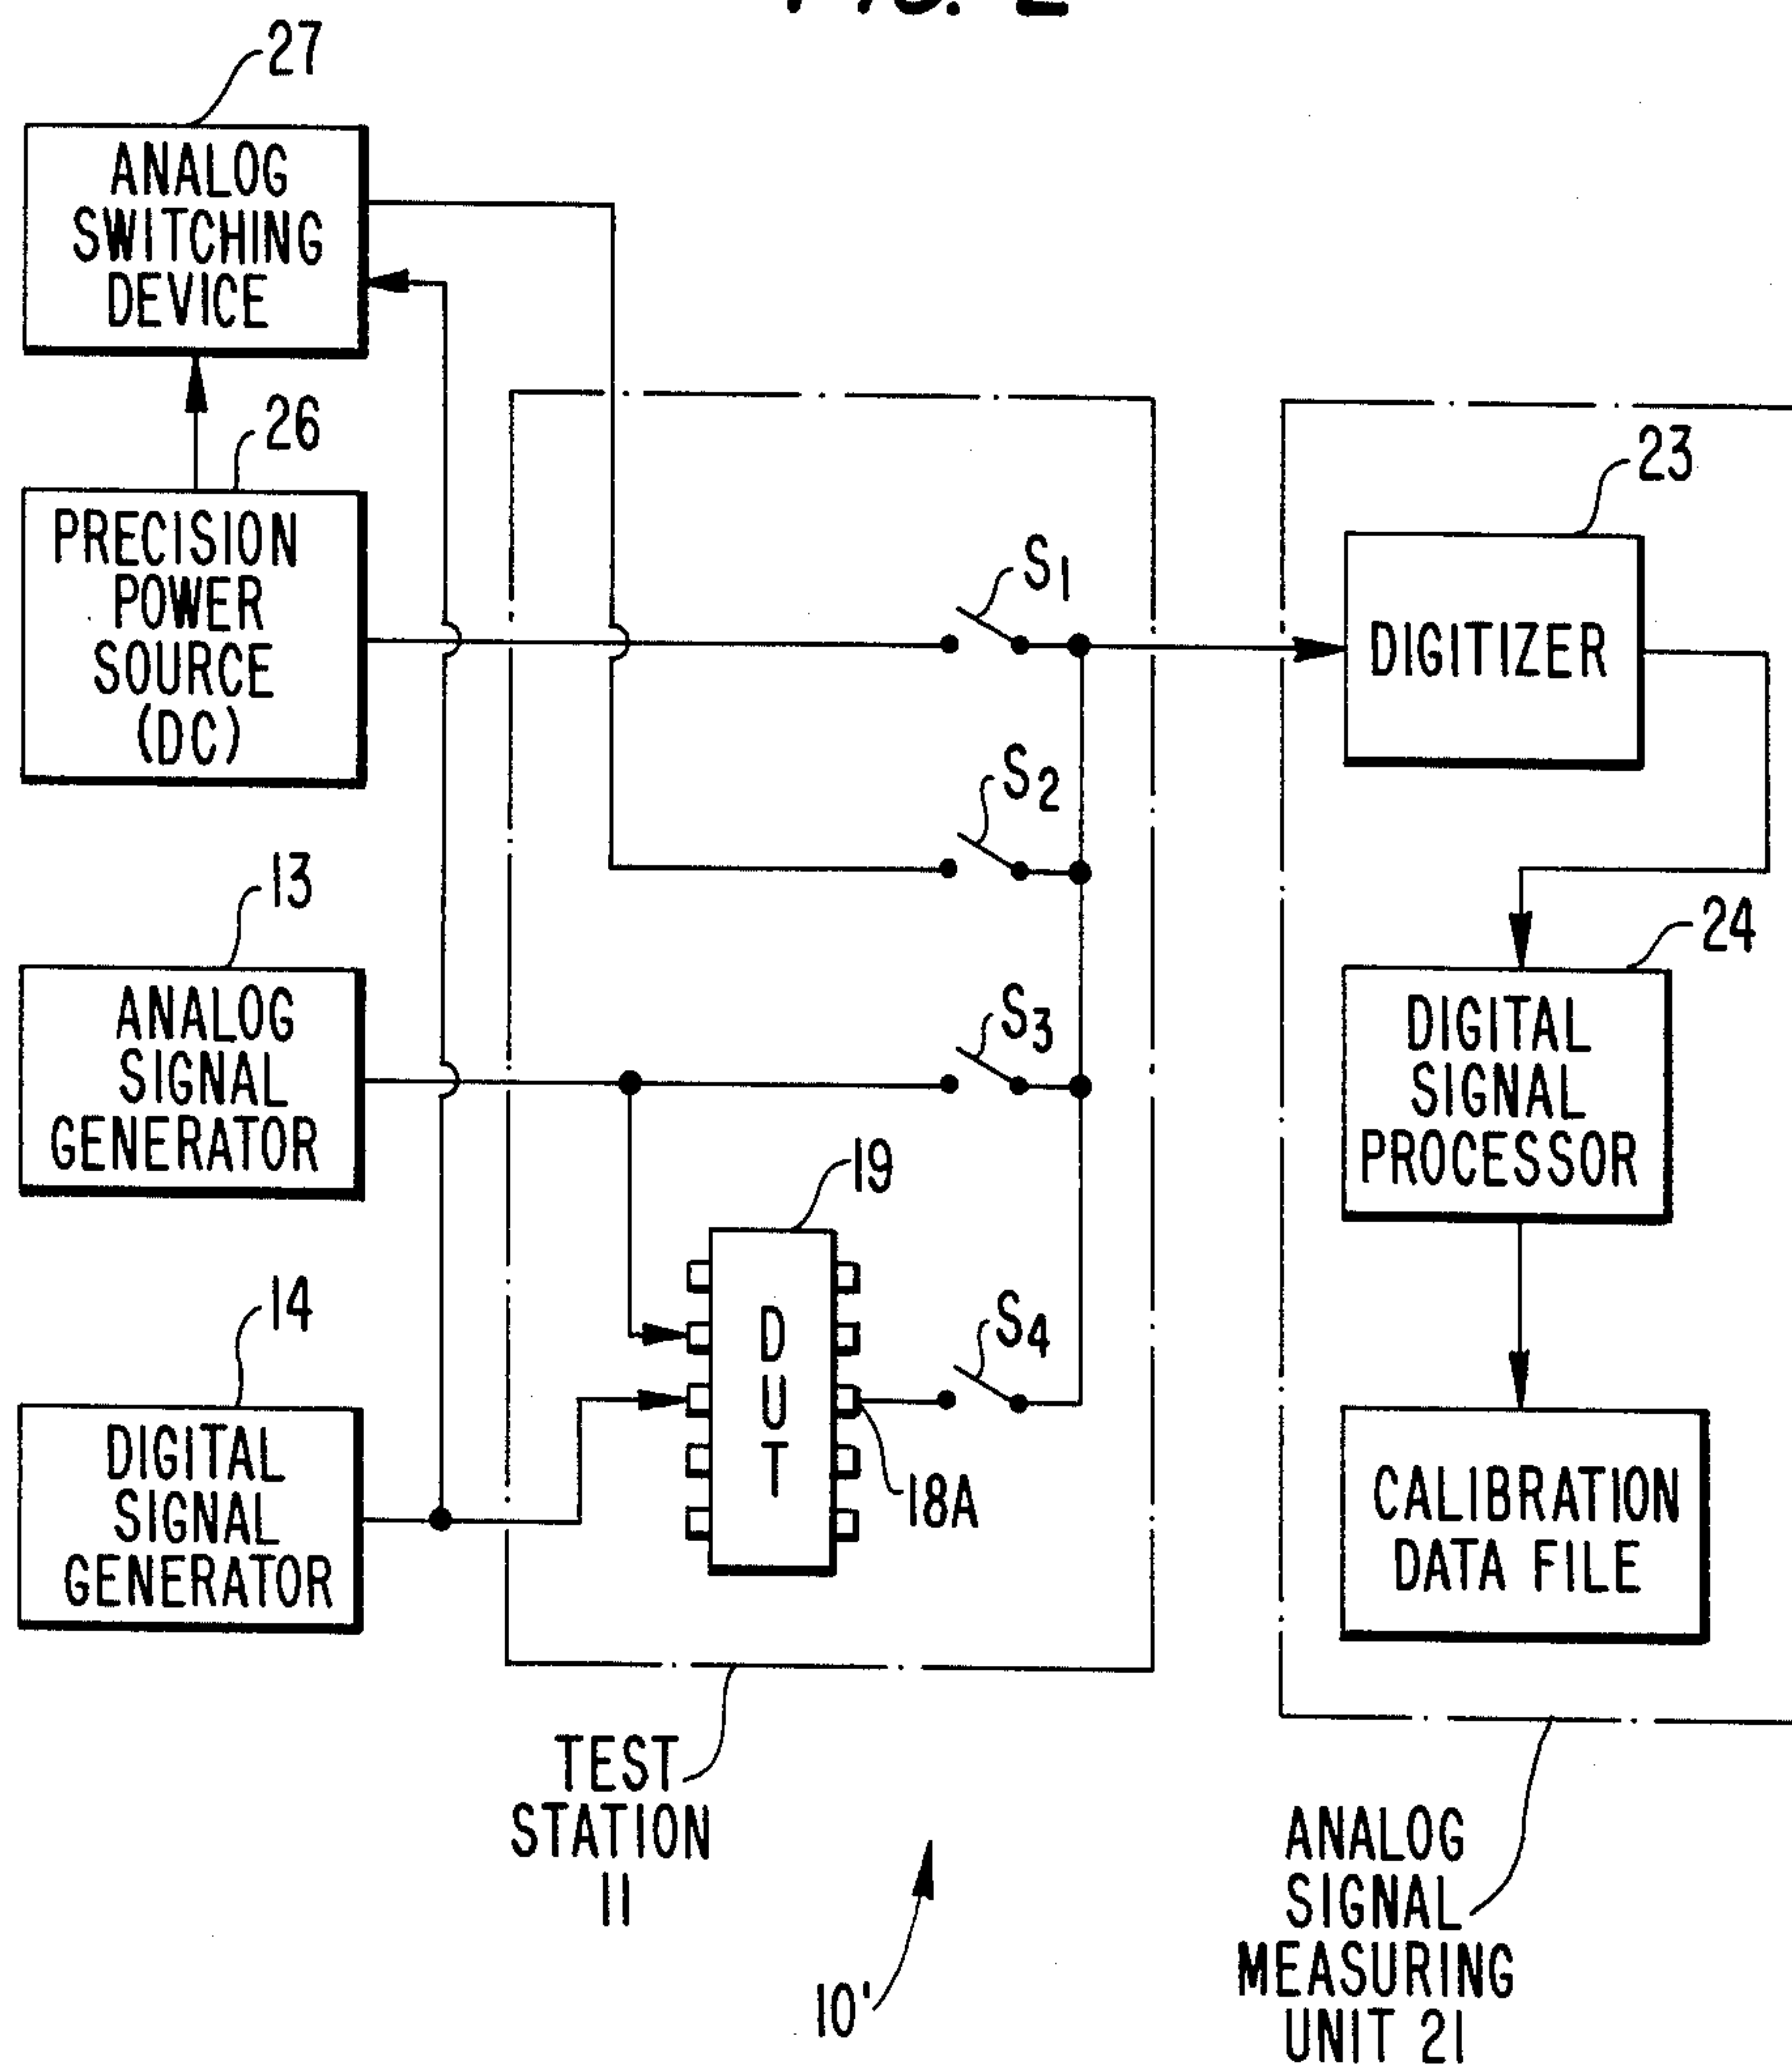 FIG. 2
27
ANALOG
SWITCHING
DEVICE
26
PRECISION
POWER
SOURCE
(DC)
13
ANALOG
SIGNAL
GENERATOR
14
DIGITAL
SIGNAL
GENERATOR
S1
S2
S3
S4
19
DUT
18A
23
DIGITIZER
24
DIGITAL
SIGNAL
PROCESSOR
CALIBRATION
DATA FILE
TEST
STATION
11
10'
ANALOG
SIGNAL
MEASURING
UNIT 21